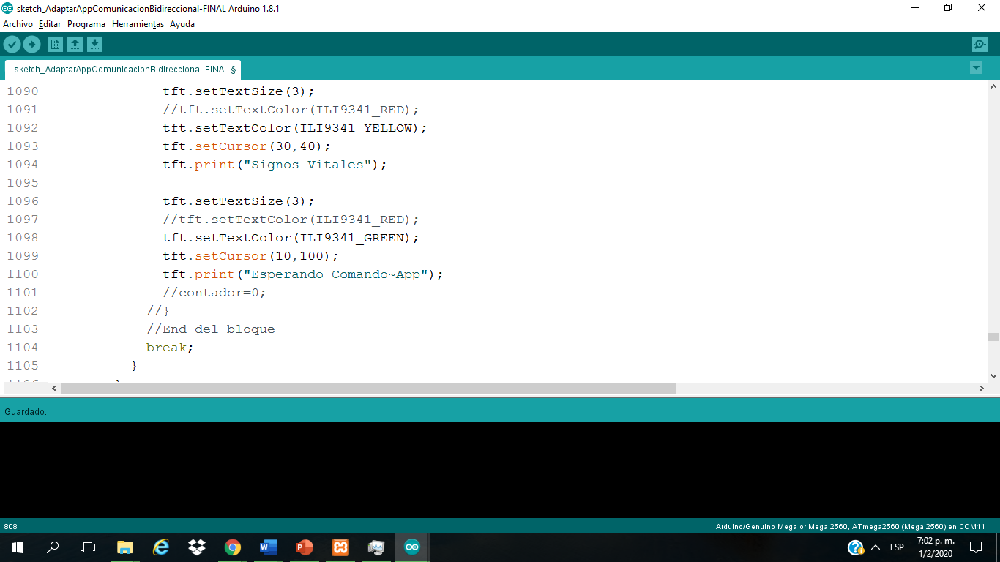 sketch_AdaptarAppComunicacionBidireccional-FINAL Arduino 1.8.1
Archivo Editar Programa Herramientas Ayuda
sketch_AdaptarAppComunicacionBidireccional-FINAL §
1090 tft.setTextSize(3);
1091 //tft.setTextColor(ILI9341_RED);
1092 tft.setTextColor(ILI9341_YELLOW);
1093 tft.setCursor(30,40);
1094 tft.print("Signos Vitales");
1095
1096 tft.setTextSize(3);
1097 //tft.setTextColor(ILI9341_RED);
1098 tft.setTextColor(ILI9341_GREEN);
1099 tft.setCursor(10,100);
1100 tft.print("Esperando Comando~App");
1101 //contador=0;
1102 //}
1103 //End del bloque
1104 break;
1105 }
Guardado.
808 Arduino/Genuino Mega or Mega 2560, ATmega2560 (Mega 2560) en COM11
ESP
7:02 p. m.
1/2/2020